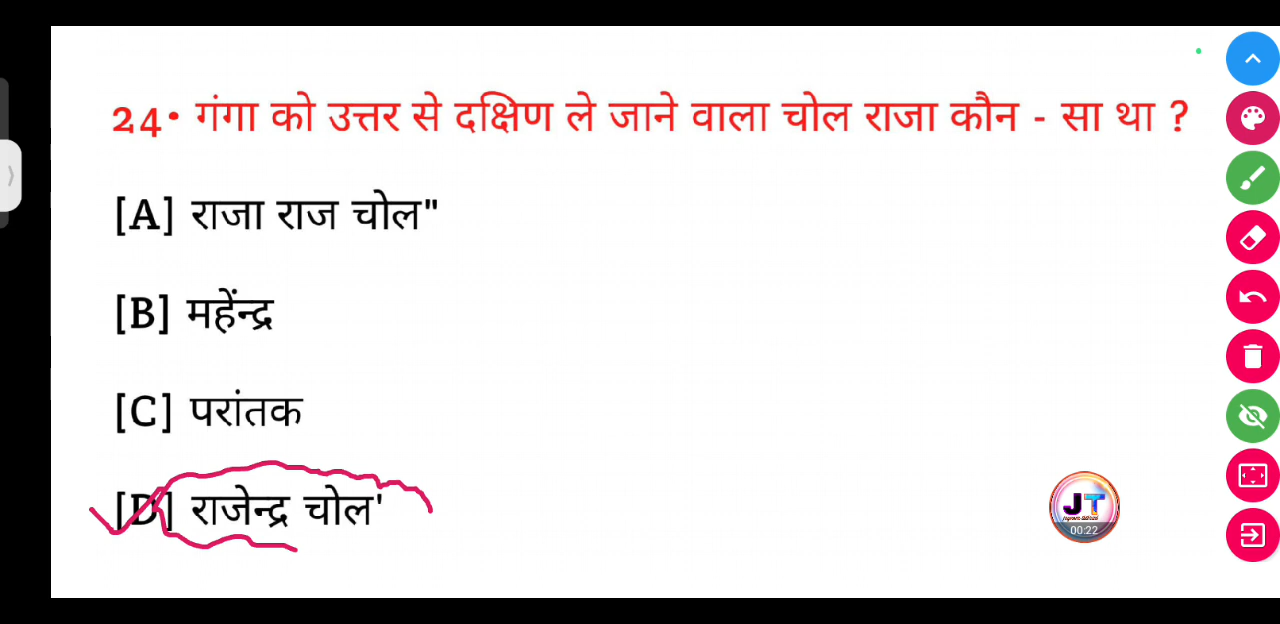 24• गंगा को उत्तर से दक्षिण ले जाने वाला चोल राजा कौन - सा था ?
[A] राजा राज चोल"
[B] महेंन्द्र
[C] परांतक
[D] राजेन्द्र चोल'
JT
00:22